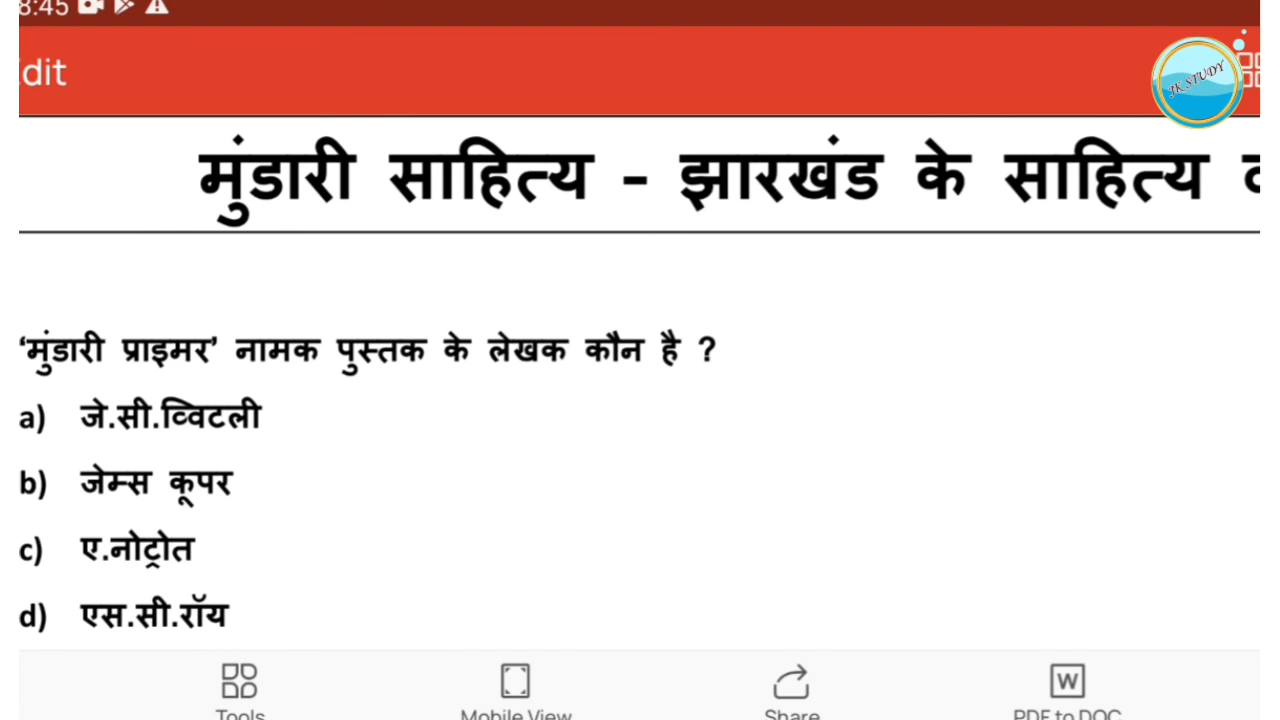 8:45
dit
JK STUDY
मुंडारी साहित्य - झारखंड के साहित्य
‘मुंडारी प्राइमर’ नामक पुस्तक के लेखक कौन है ?
a) जे.सी.व्विटली
b) जेम्स कूपर
c) ए.नोट्रोत
d) एस.सी.रॉय
Tools Mobile View Share PDF to DOC